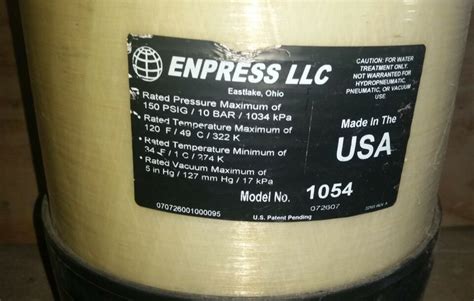 ENPRESS LLC
Eastlake, Ohio
CAUTION: FOR WATER
TREATMENT ONLY.
NOT WARRANTED FOR
HYDROPNEUMATIC,
PNEUMATIC, OR VACUUM
USE.
Rated Pressure Maximum of
150 PSIG / 10 BAR / 1034 kPa
Rated Temperature Maximum of
120 F / 49 C / 322 K
Rated Temperature Minimum of
34 F / 1 C / 274 K
Rated Vacuum Maximum of
5 in Hg / 127 mm Hg / 17 kPa
Made In The
USA
Model No. 1054
070726001000095
072607
U.S. Patent Pending